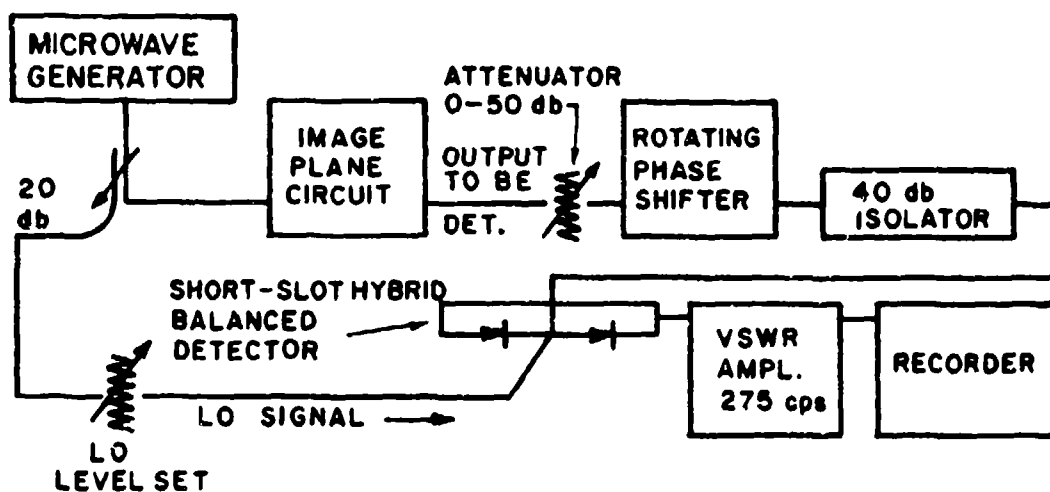 MICROWAVE
GENERATOR
20
db
IMAGE
PLANE
CIRCUIT
ATTENUATOR
0-50 db
OUTPUT
TO BE
DET.
ROTATING
PHASE
SHIFTER
40 db
ISOLATOR
SHORT-SLOT HYBRID
BALANCED
DETECTOR
LO SIGNAL
LO
LEVEL SET
VSWR
AMPL.
275 cps
RECORDER